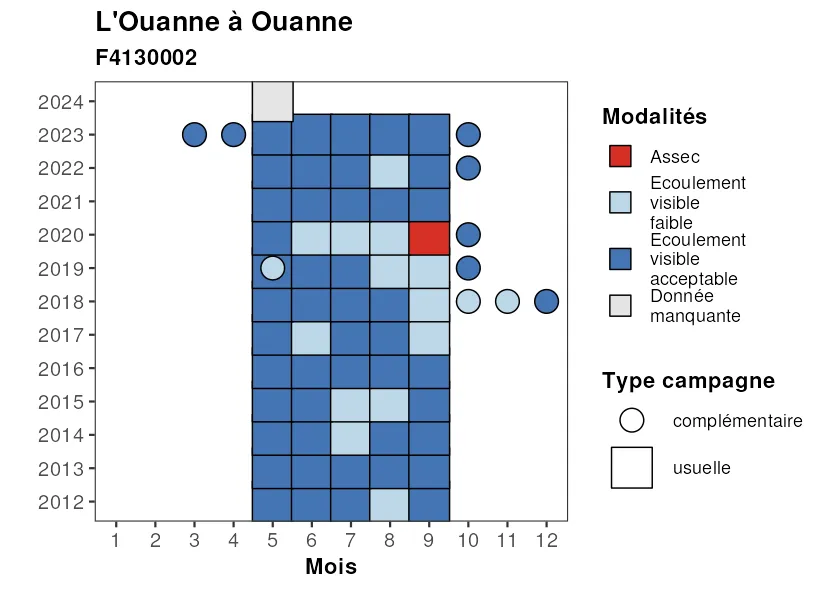 L'Ouanne à Ouanne
F4130002
2024
2023
2022
2021
2020
2019
2018
2017
2016
2015
2014
2013
2012
1 2 3 4 5 6 7 8 9 10 11 12
Mois
Modalités
Assec
Ecoulement
visible
faible
Ecoulement
visible
acceptable
Donnée
manquante
Type campagne
complémentaire
usuelle